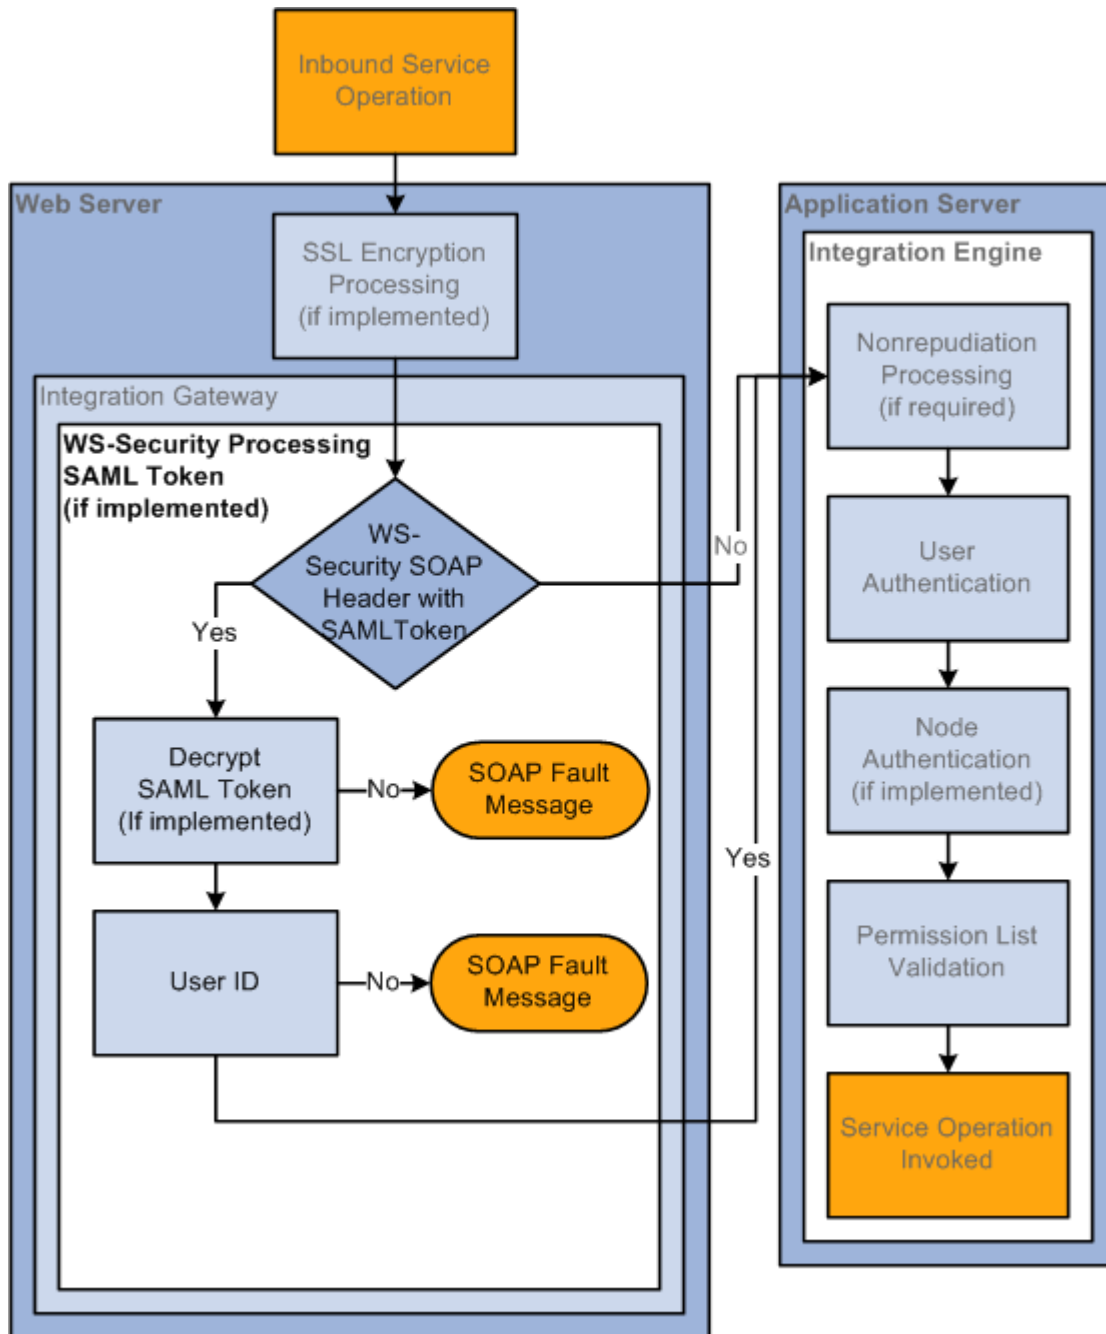 Inbound Service
Operation
Web Server
SSL Encryption
Processing
(if implemented)
Integration Gateway
WS-Security Processing
SAML Token
(if implemented)
WS-
Security SOAP
Header with
SAMLToken
Yes
No
Decrypt
SAML Token
(If implemented)
No
SOAP Fault
Message
User ID
No
SOAP Fault
Message
Yes
Application Server
Integration Engine
Nonrepudiation
Processing
(if required)
User
Authentication
Node
Authentication
(if implemented)
Permission List
Validation
Service Operation
Invoked